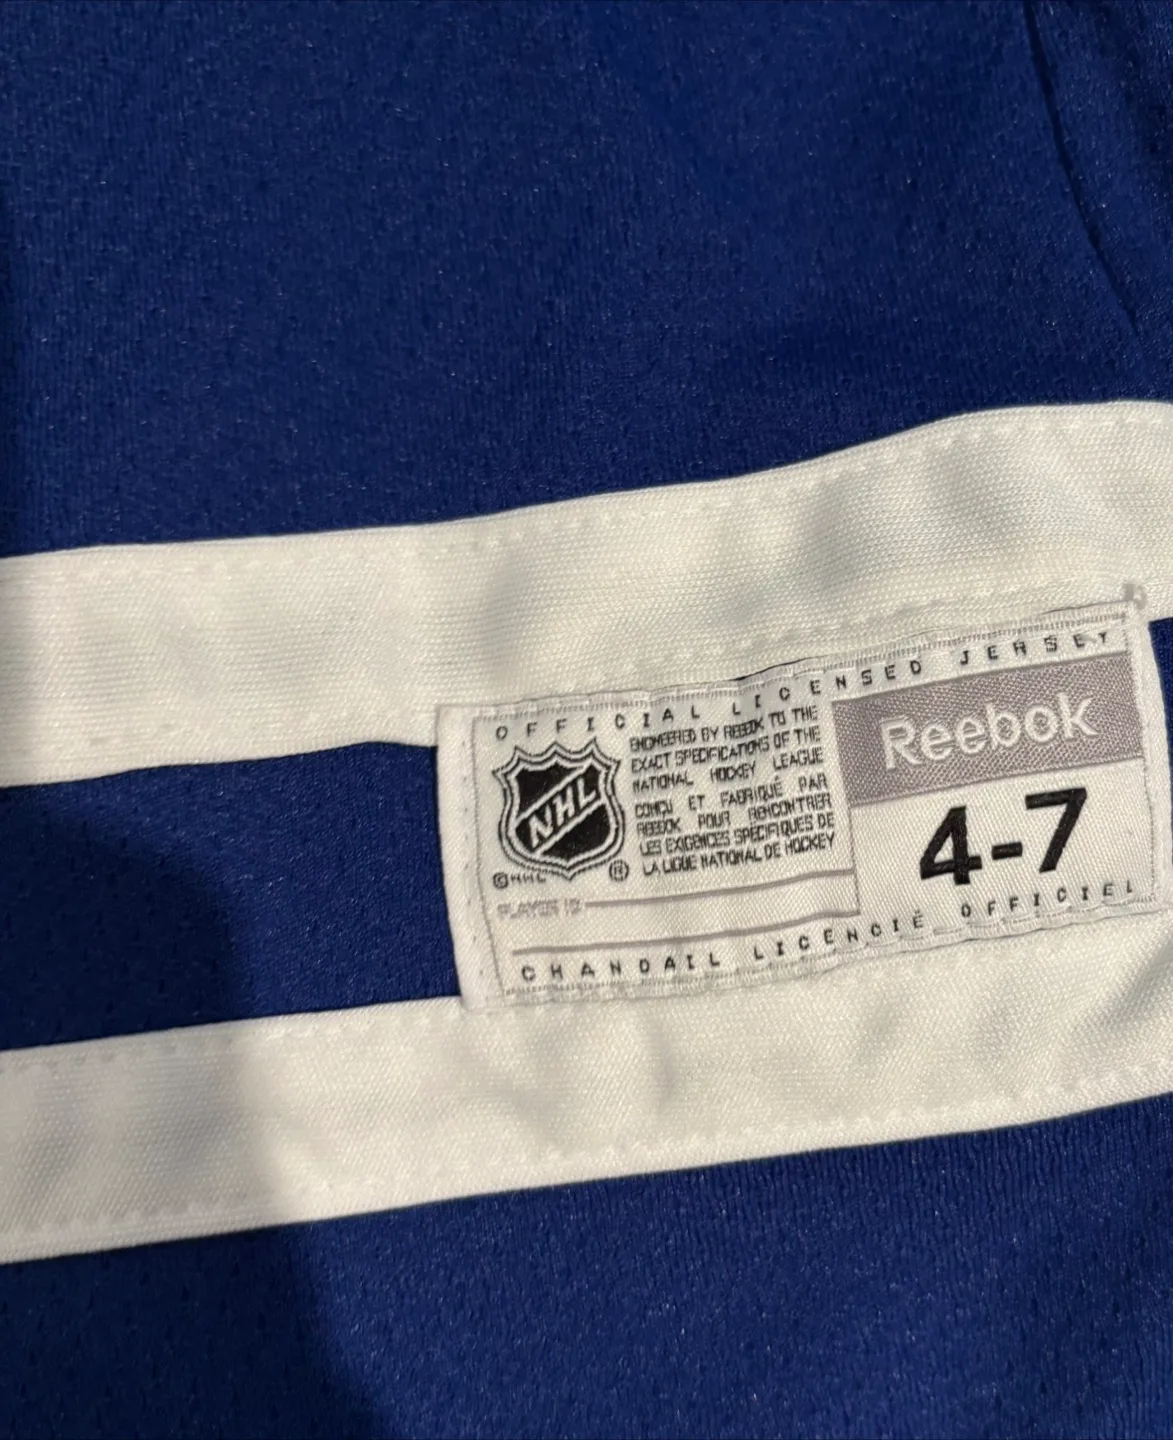 OFFICIAL LICENSED JERSEY
NHL
©NHL
®
ENGINEERED BY REEBOK TO THE
EXACT SPECIFICATIONS OF THE
NATIONAL HOCKEY LEAGUE
CONÇU ET FABRIQUÉ PAR
REEBOK POUR RENCONTRER
LES EXIGENCES SPÉCIFIQUES DE
LA LIGUE NATIONAL DE HOCKEY
Reebok
4-7
PLAYER ID
CHANDAIL LICENCIÉ OFFICIEL